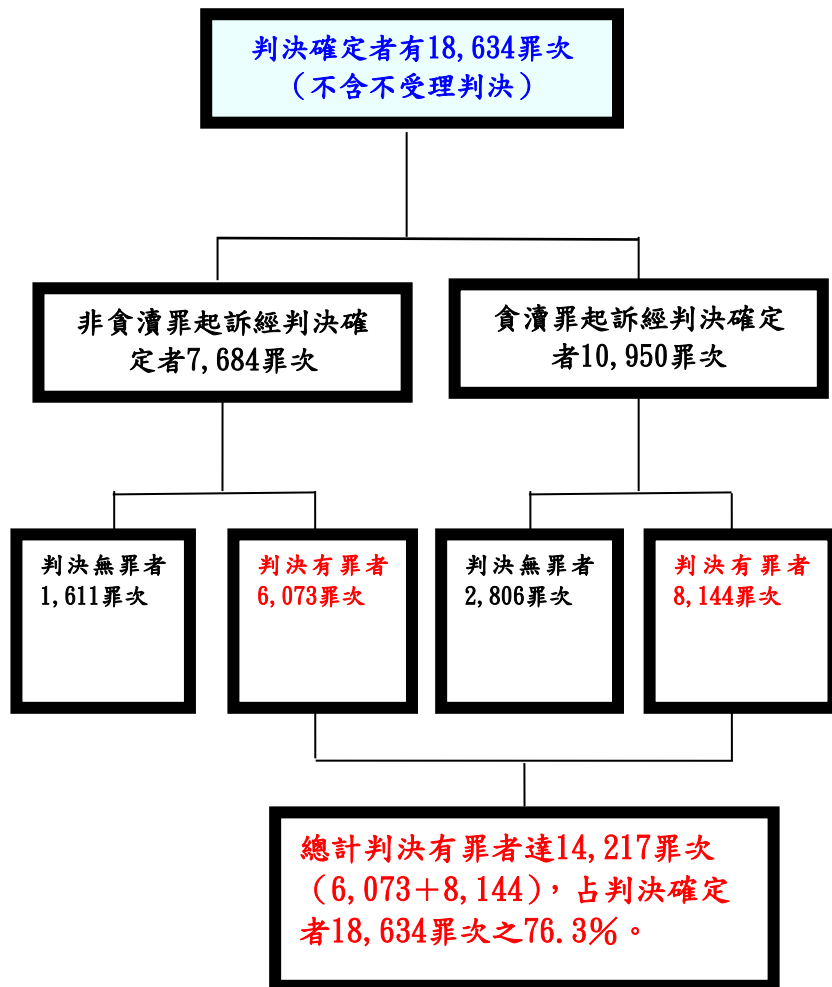 判決確定者有18,634罪次
（不含不受理判決）
非貪瀆罪起訴經判決確
定者7,684罪次
貪瀆罪起訴經判決確定
者10,950罪次
判決無罪者
1,611罪次
判決有罪者
6,073罪次
判決無罪者
2,806罪次
判決有罪者
8,144罪次
總計判決有罪者達14,217罪次
（6,073＋8,144），占判決確定
者18,634罪次之76.3％。